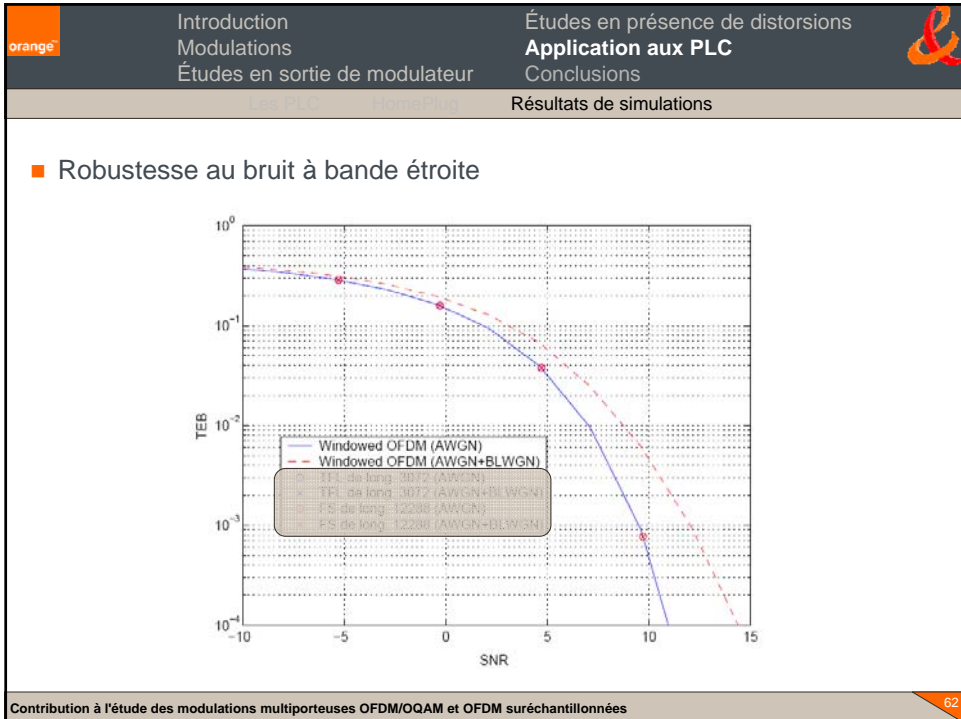 orange™
Introduction
Modulations
Études en sortie de modulateur
Études en présence de distorsions
Application aux PLC
Conclusions
Les PLC HomePlug Résultats de simulations
Robustesse au bruit à bande étroite
10^0
10^-1
10^-2
10^-3
10^-4
TEB
Windowed OFDM (AWGN)
Windowed OFDM (AWGN+BLWGN)
TFL de long. 3072 (AWGN)
TFL de long. 3072 (AWGN+BLWGN)
FS de long. 12288 (AWGN)
FS de long. 12288 (AWGN+BLWGN)
-10 -5 0 5 10 15
SNR
Contribution à l'étude des modulations multiporteuses OFDM/OQAM et OFDM suréchantillonnées
62